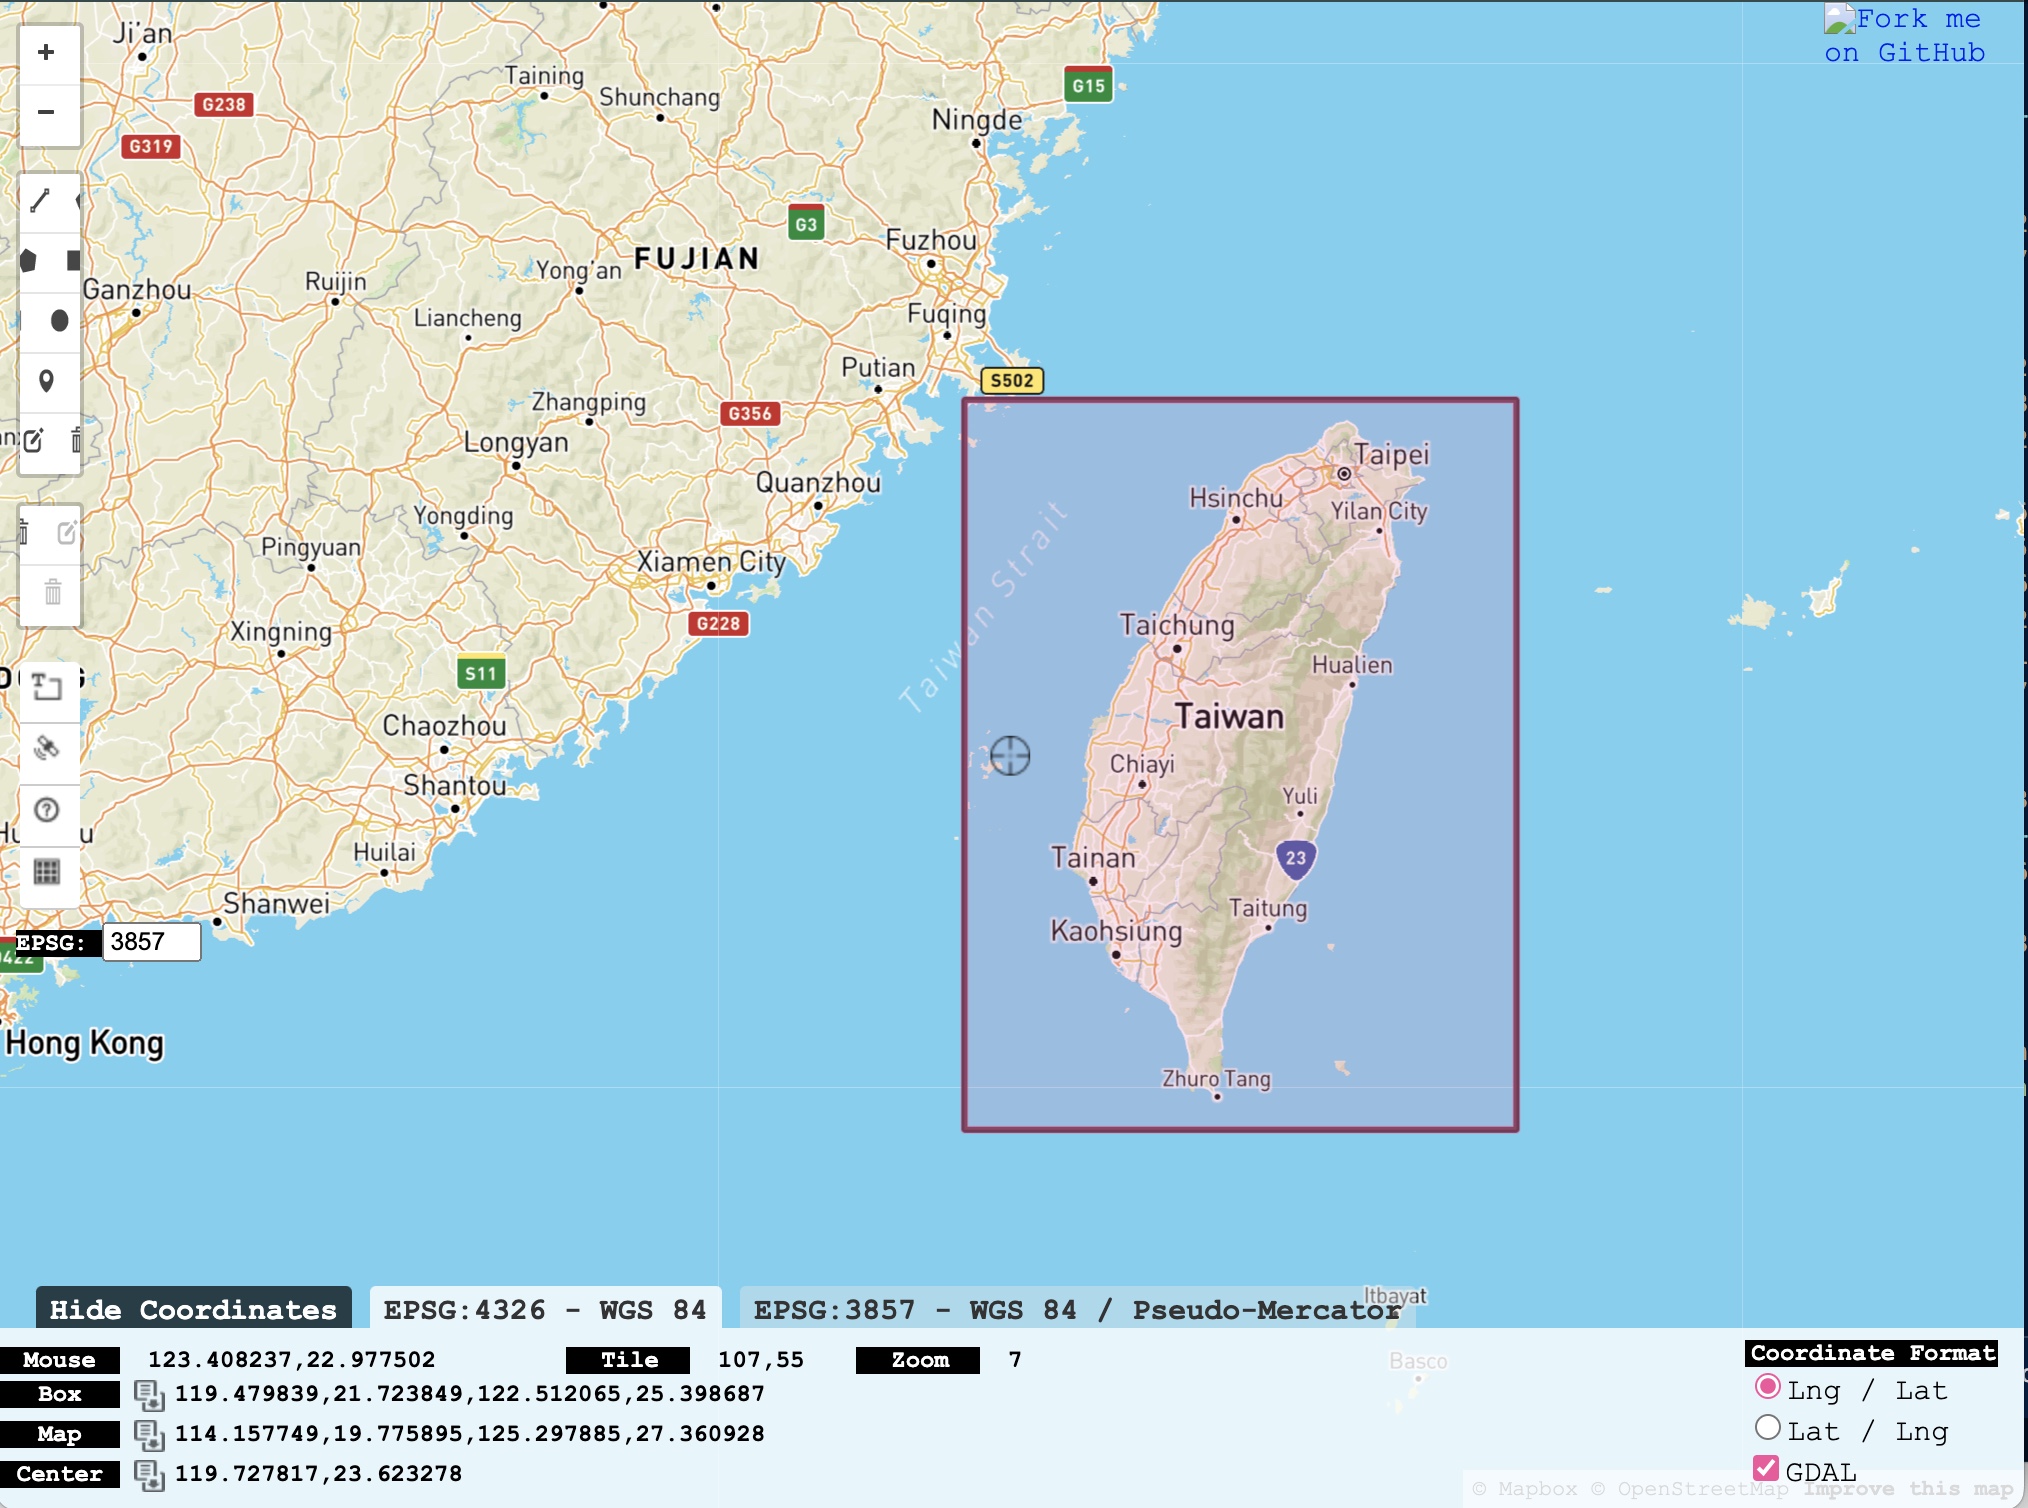 Ji'an
Fork me
on GitHub
+
−
Taining
Shunchang
G15
G238
Ningde
G319
G3
FUJIAN
Fuzhou
Yong'an
Ruijin
Ganzhou
Liancheng
Fuqing
Putian
S502
Zhangping
G356
Longyan
Taipei
Quanzhou
Hsinchu
Yilan City
Yongding
Pingyuan
Xiamen City
Taiwan Strait
G228
Xingning
Taichung
S11
Hualien
Chaozhou
Taiwan
Chiayi
Shantou
Yuli
Huilai
Tainan
23
Shanwei
Taitung
Kaohsiung
EPSG: 3857
Hong Kong
Zhuro Tang
Itbayat
Hide Coordinates EPSG:4326 - WGS 84 EPSG:3857 - WGS 84 / Pseudo-Mercator
Mouse 123.408237,22.977502 Tile 107,55 Zoom 7
Basco
Coordinate Format
Box 119.479839,21.723849,122.512065,25.398687
Lng / Lat
Map 114.157749,19.775895,125.297885,27.360928
Lat / Lng
Center 119.727817,23.623278
GDAL
© Mapbox © OpenStreetMap Improve this map